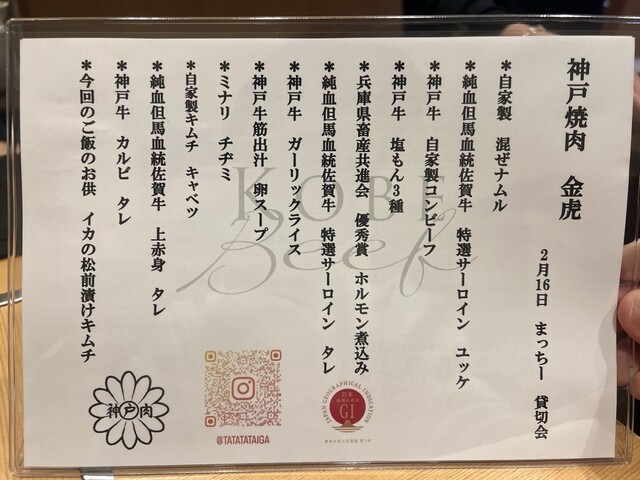 神戸焼肉 金虎
2月16日 まっちー 貸切会
*自家製 混ぜナムル
*純血但馬血統佐賀牛 特選サーロイン ユッケ
*神戸牛 自家製コンビーフ
*神戸牛 塩もん3種
*兵庫県畜産共進会 優秀賞 ホルモン煮込み
*純血但馬血統佐賀牛 特選サーロイン タレ
*神戸牛 ガーリックライス
*神戸牛筋出汁 卵スープ
*ミナリ チヂミ
*自家製キムチ キャベツ
*純血但馬血統佐賀牛 上赤身 タレ
*神戸牛 カルビ タレ
*今回のご飯のお供 イカの松前漬けキムチ
KOBE
Beef
神戸肉
@TATATATAIGA
JAPAN GEOGRAPHICAL INDICATION
日本
GI